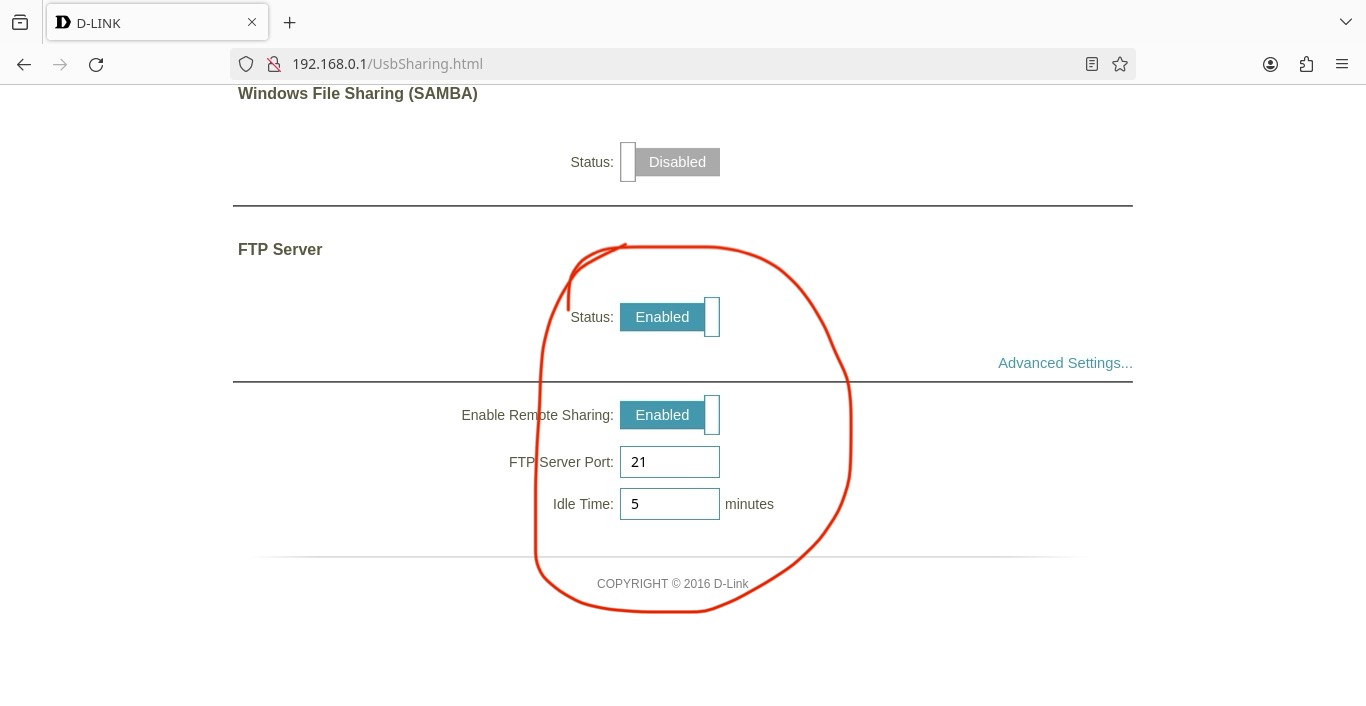 D-LINK
192.168.0.1/UsbSharing.html
Windows File Sharing (SAMBA)
Status: Disabled
FTP Server
Status: Enabled
Advanced Settings...
Enable Remote Sharing: Enabled
FTP Server Port: 21
Idle Time: 5 minutes
COPYRIGHT © 2016 D-Link